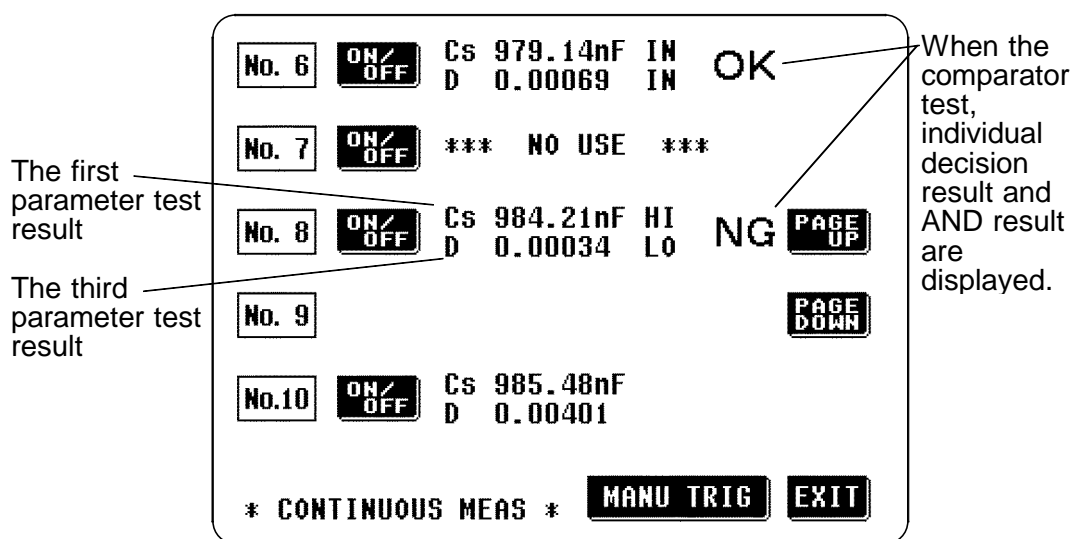 The first
parameter test
result
The third
parameter test
result
No. 6 ON/OFF Cs 979.14nF IN OK
D 0.00069 IN
No. 7 ON/OFF *** NO USE ***
No. 8 ON/OFF Cs 984.21nF HI NG PAGE UP
D 0.00034 LO
No. 9 PAGE DOWN
No.10 ON/OFF Cs 985.48nF
D 0.00401
* CONTINUOUS MEAS * MANU TRIG EXIT
When the
comparator
test,
individual
decision
result and
AND result
are
displayed.